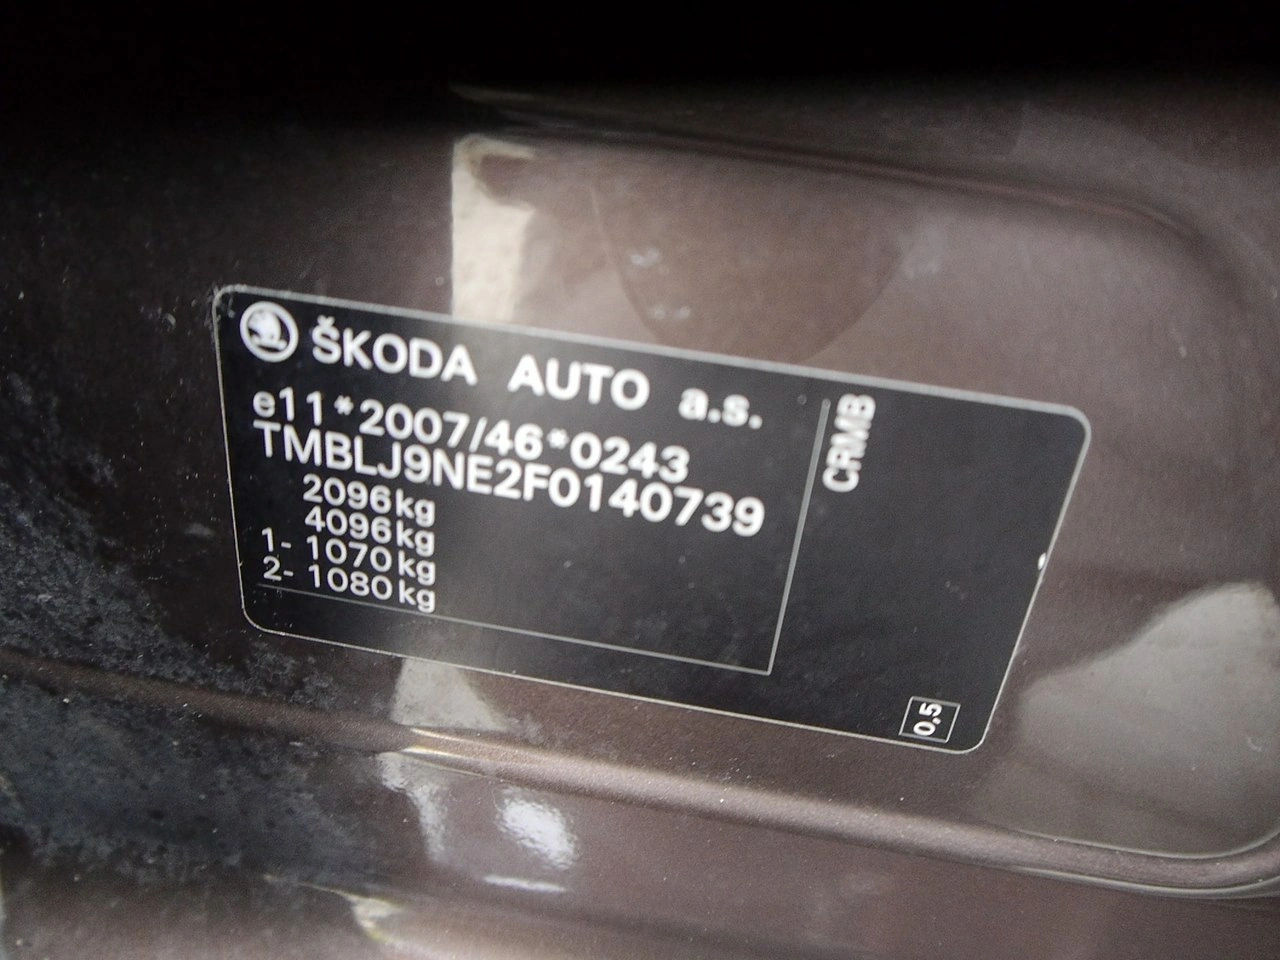 ŠKODA AUTO a.s.
e11*2007/46*0243
TMBLJ9NE2F0140739
2096kg
4096kg
1- 1070kg
2- 1080kg
CRMB
0,5